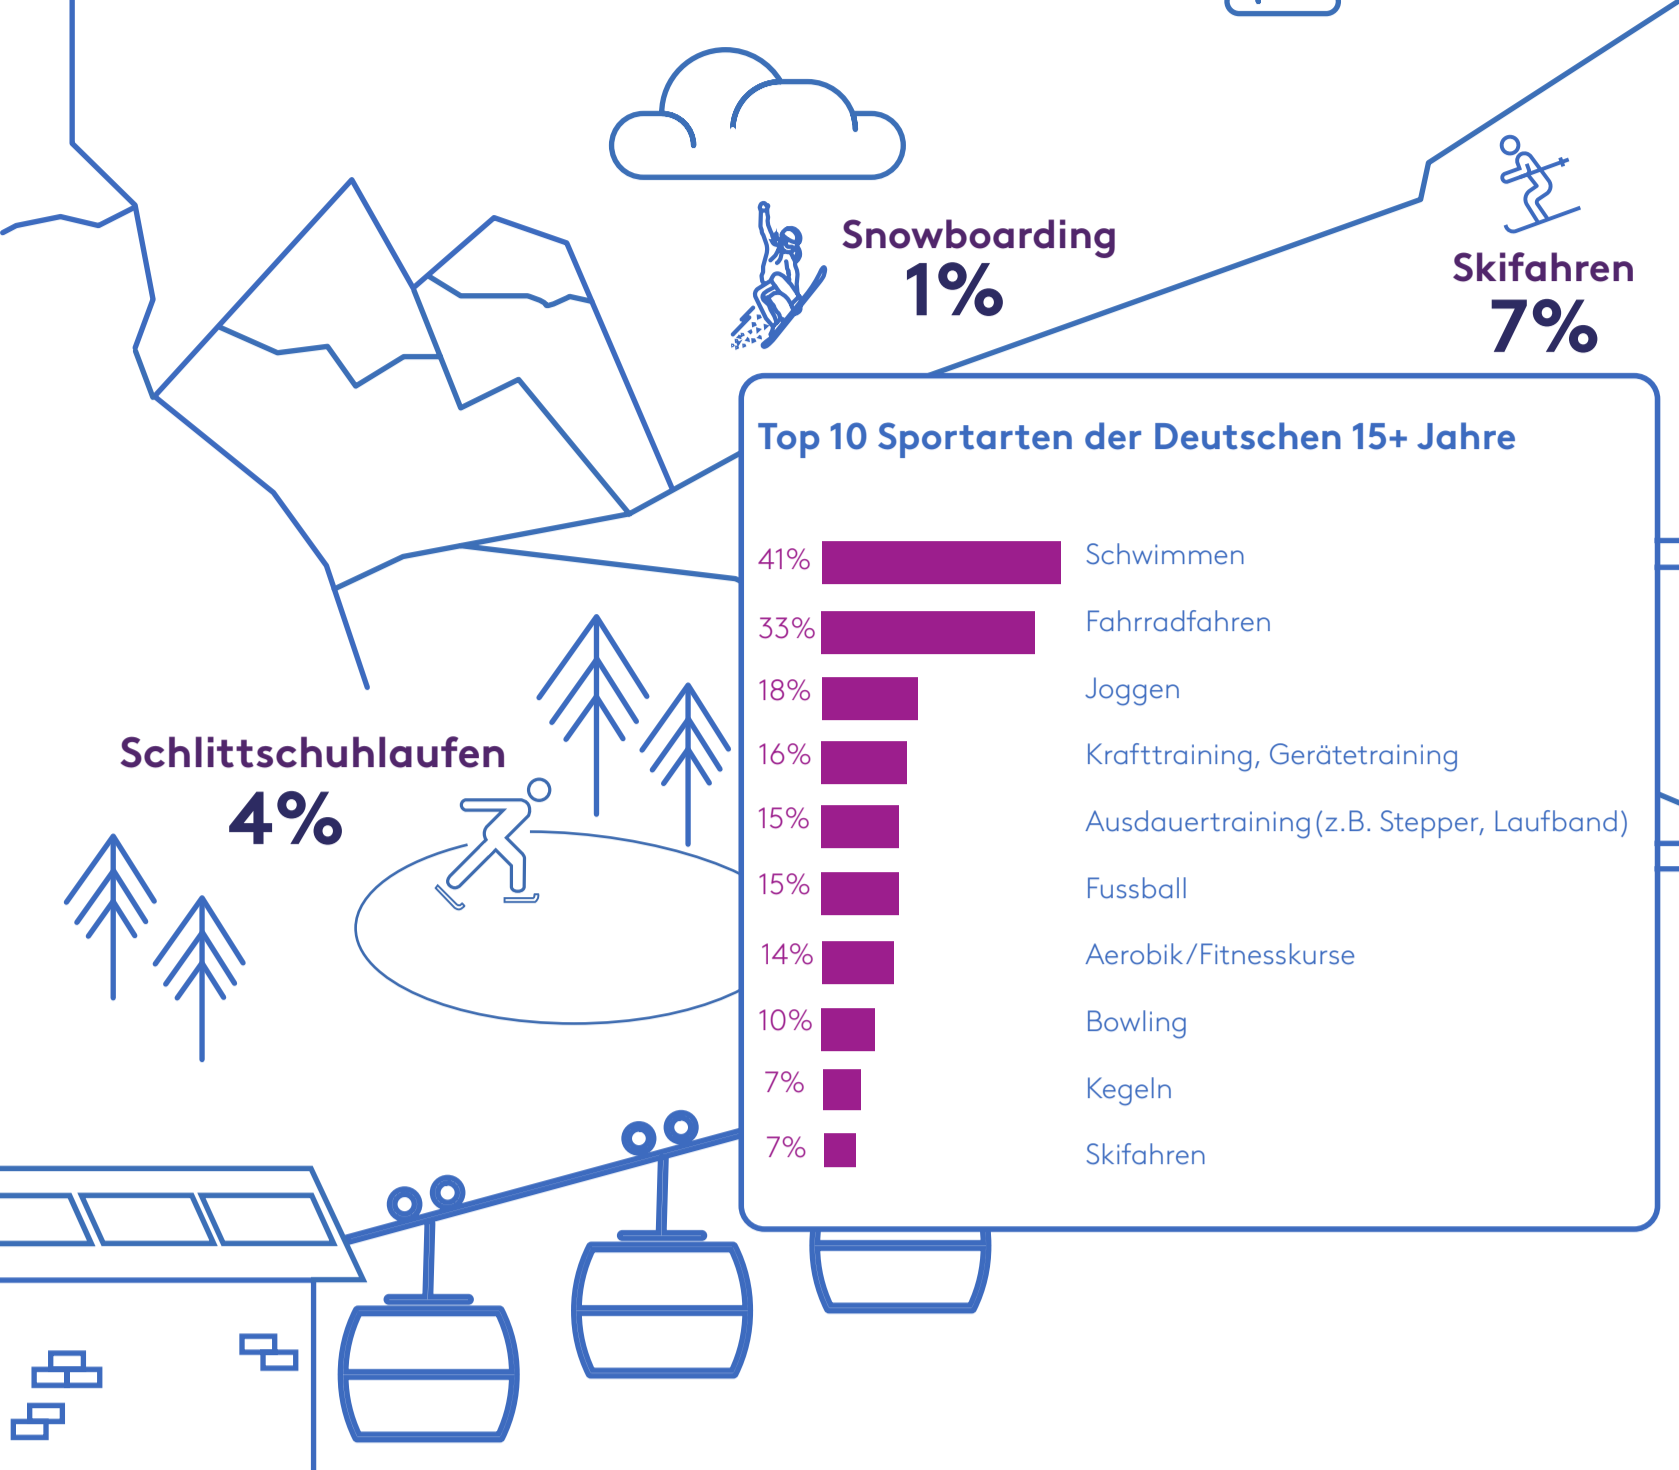 Snowboarding
1%
Skifahren
7%
Top 10 Sportarten der Deutschen 15+ Jahre
41% Schwimmen
33% Fahrradfahren
18% Joggen
16% Krafttraining, Gerätetraining
15% Ausdauertraining(z.B. Stepper, Laufband)
15% Fussball
14% Aerobik/Fitnesskurse
10% Bowling
7% Kegeln
7% Skifahren
Schlittschuhlaufen
4%